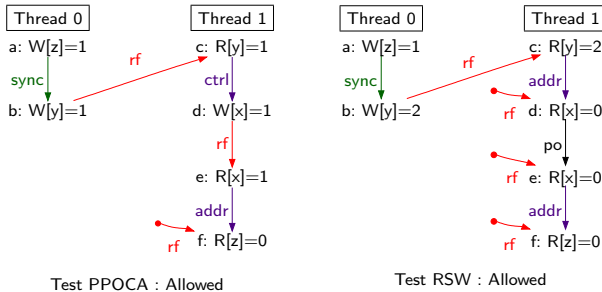 Thread 0
Thread 1
a: W[z]=1
c: R[y]=1
rf
sync
ctrl
b: W[y]=1
d: W[x]=1
rf
e: R[x]=1
addr
rf
f: R[z]=0
Test PPOCA : Allowed
Thread 0
Thread 1
a: W[z]=1
c: R[y]=2
rf
sync
addr
b: W[y]=2
d: R[x]=0
rf
po
e: R[x]=0
rf
addr
f: R[z]=0
rf
Test RSW : Allowed